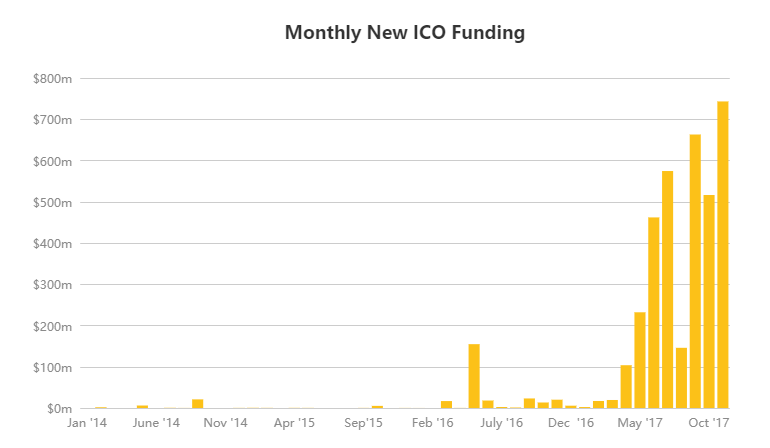 Monthly New ICO Funding
$800m
$700m
$600m
$500m
$400m
$300m
$200m
$100m
$0m
Jan '14 June '14 Nov '14 Apr '15 Sep'15 Feb '16 July '16 Dec '16 May '17 Oct '17